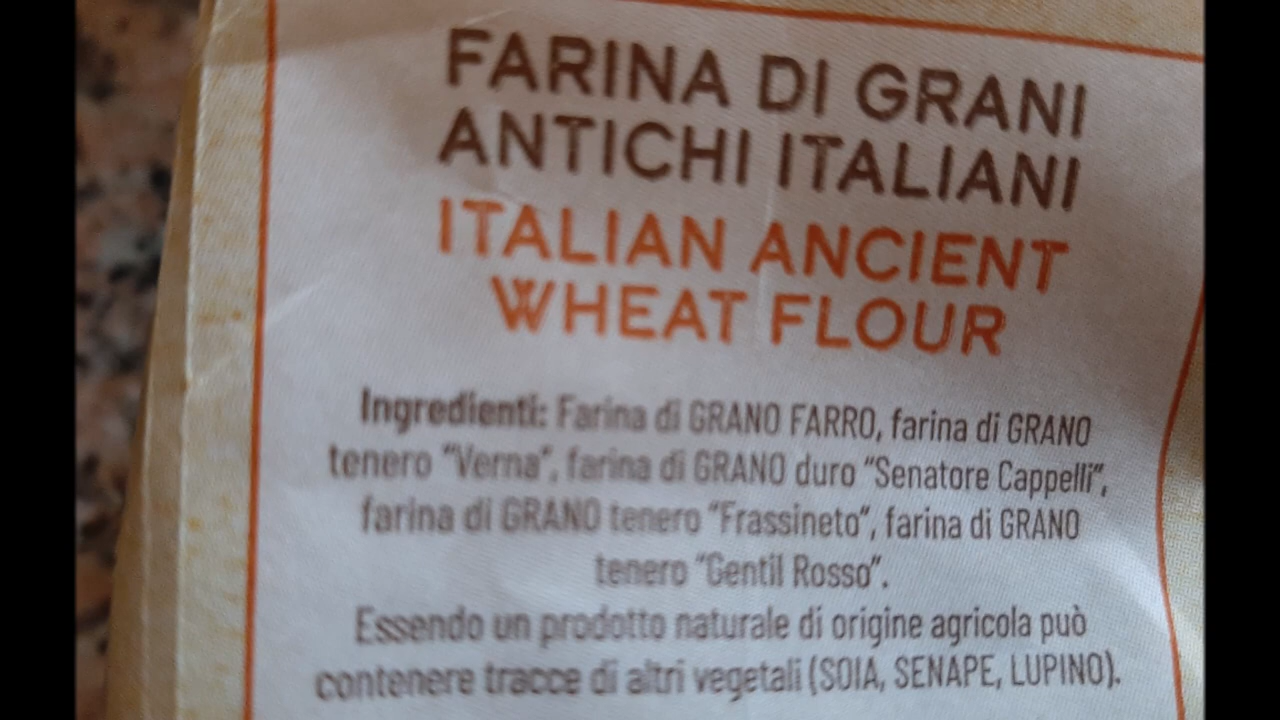 FARINA DI GRANI
ANTICHI ITALIANI
ITALIAN ANCIENT
WHEAT FLOUR
Ingredienti: Farina di GRANO FARRO, farina di GRANO
tenero “Verna”, farina di GRANO duro “Senatore Cappelli”,
farina di GRANO tenero “Frassineto”, farina di GRANO
tenero “Gentil Rosso”.
Essendo un prodotto naturale di origine agricola può
contenere tracce di altri vegetali (SOIA, SENAPE, LUPINO).